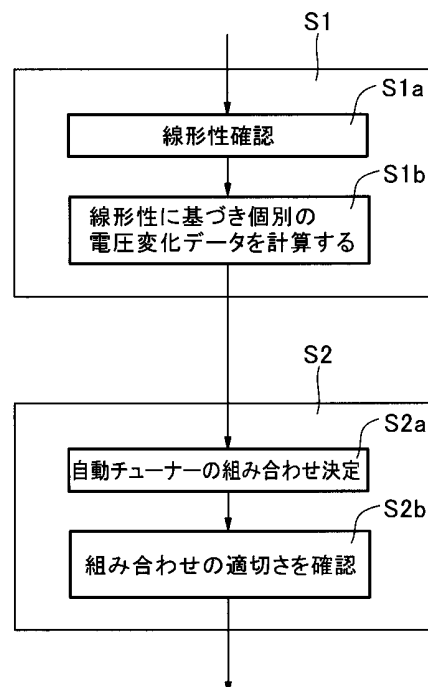 S1
S1a
線形性確認
S1b
線形性に基づき個別の
電圧変化データを計算する
S2
S2a
自動チューナーの組み合わせ決定
S2b
組み合わせの適切さを確認